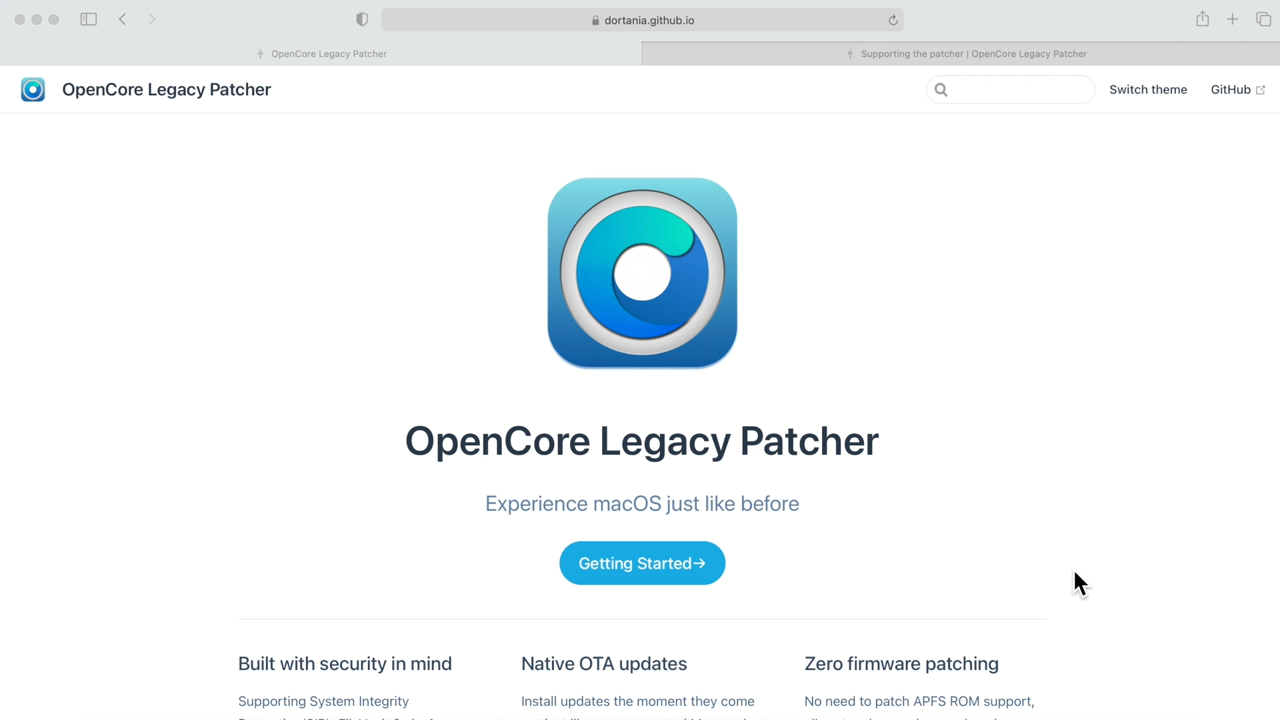 dortania.github.io
OpenCore Legacy Patcher
Supporting the patcher | OpenCore Legacy Patcher
OpenCore Legacy Patcher
Switch theme
GitHub
OpenCore Legacy Patcher
Experience macOS just like before
Getting Started→
Built with security in mind
Native OTA updates
Zero firmware patching
Supporting System Integrity
Install updates the moment they come
No need to patch APFS ROM support,